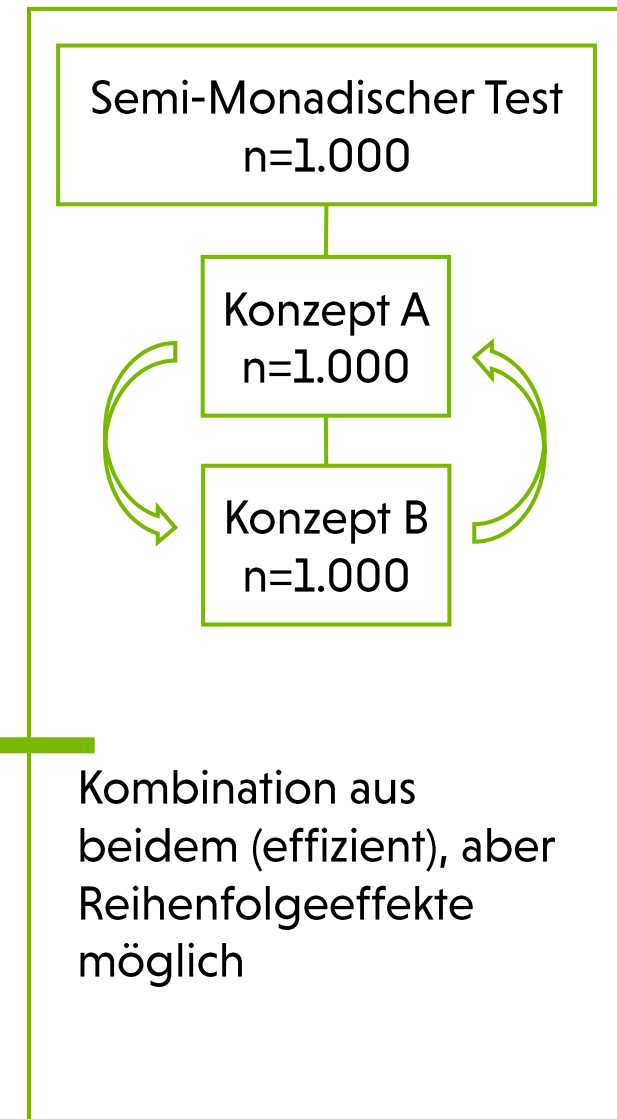 Semi-Monadischer Test
n=1.000
Konzept A
n=1.000
Konzept B
n=1.000
Kombination aus
beidem (effizient), aber
Reihenfolgeeffekte
möglich